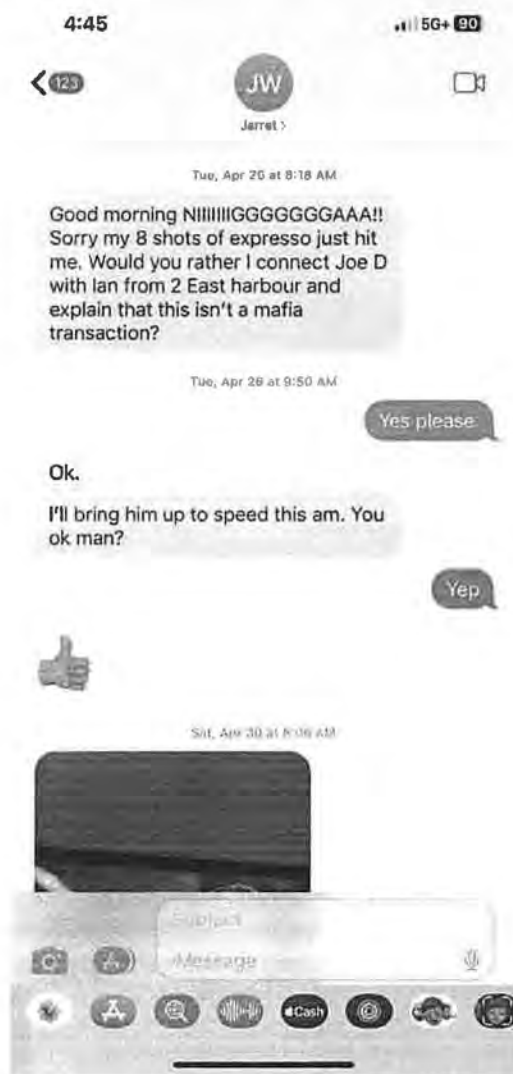 4:45
5G+ 90
123
JW
Jarret >
Tue, Apr 26 at 8:18 AM
Good morning NIIIIIIIGGGGGGGAAA!!
Sorry my 8 shots of expresso just hit
me. Would you rather I connect Joe D
with Ian from 2 East harbour and
explain that this isn't a mafia
transaction?
Tue, Apr 26 at 9:50 AM
Yes please
Ok.
I'll bring him up to speed this am. You
ok man?
Yep
Sat, Apr 30 at AM
Subject
iMessage
Cash